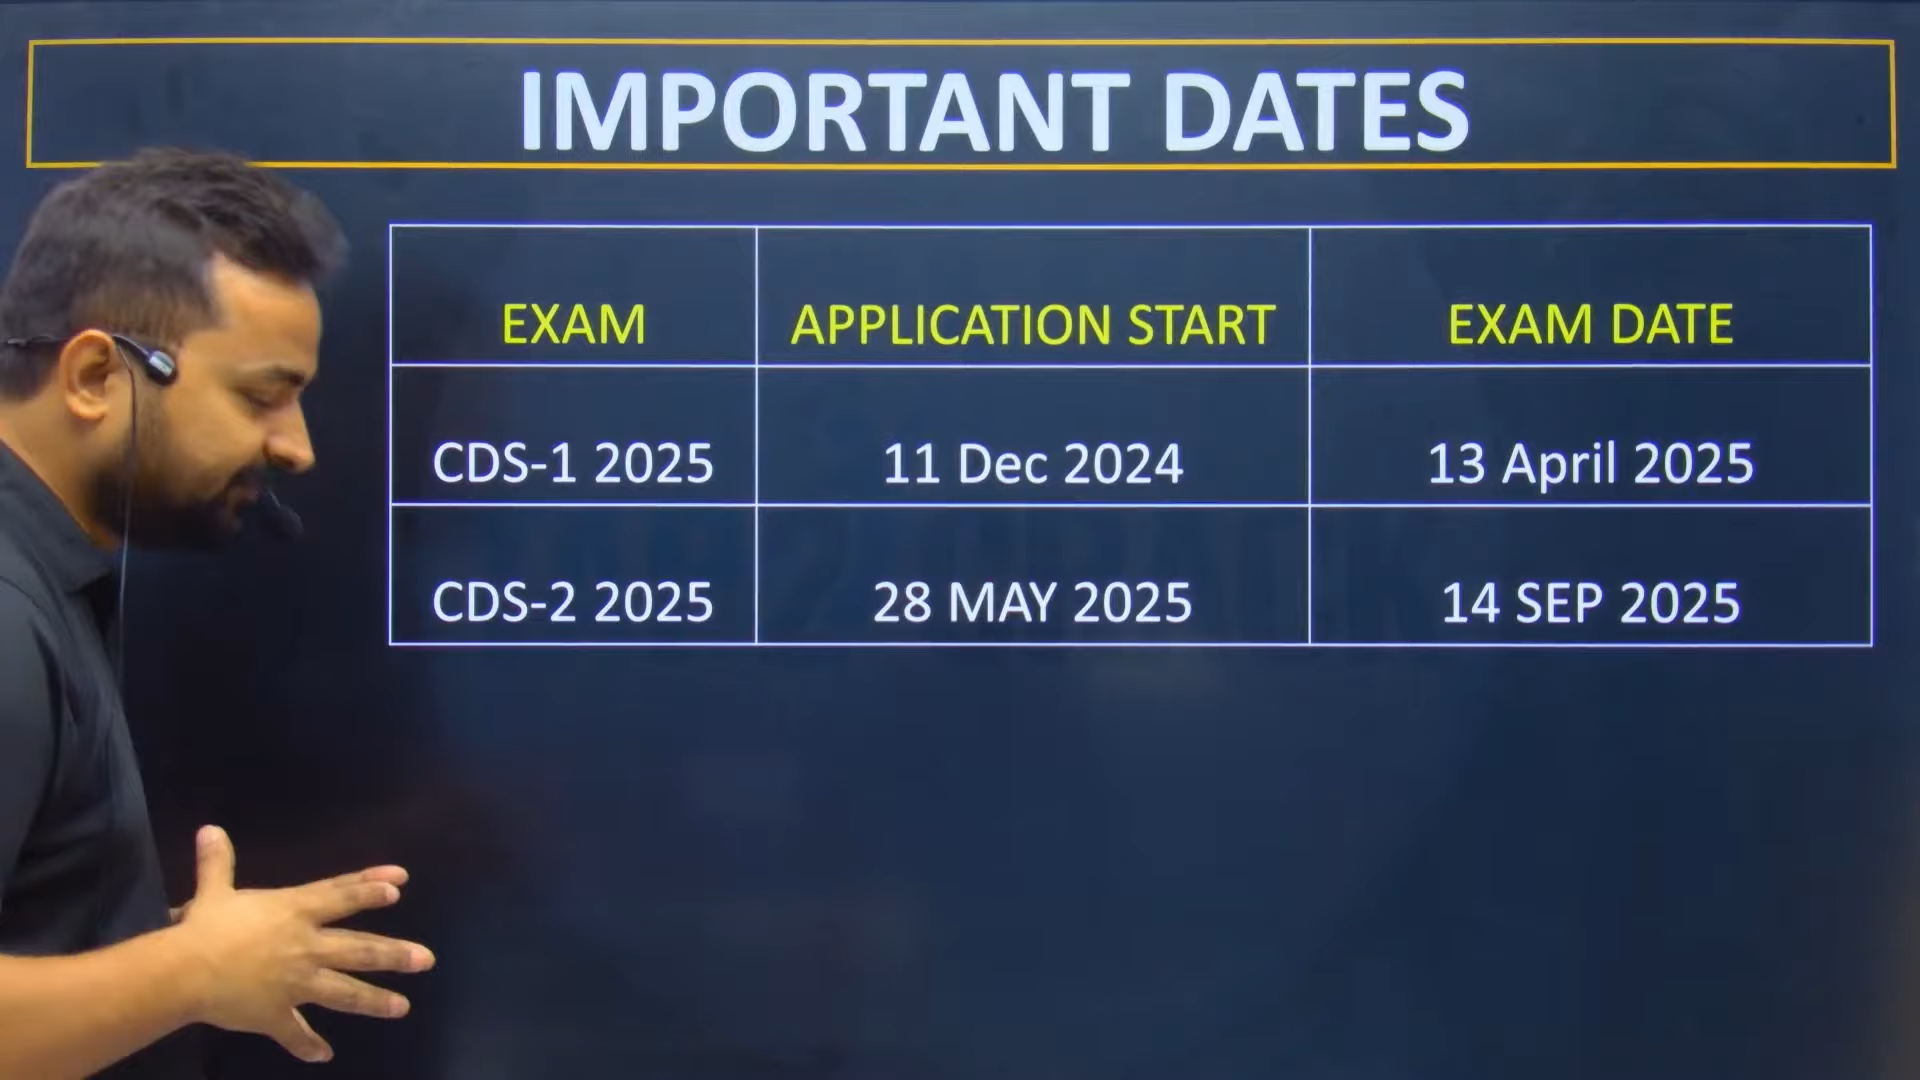 IMPORTANT DATES
EXAM APPLICATION START EXAM DATE
CDS-1 2025 11 Dec 2024 13 April 2025
CDS-2 2025 28 MAY 2025 14 SEP 2025